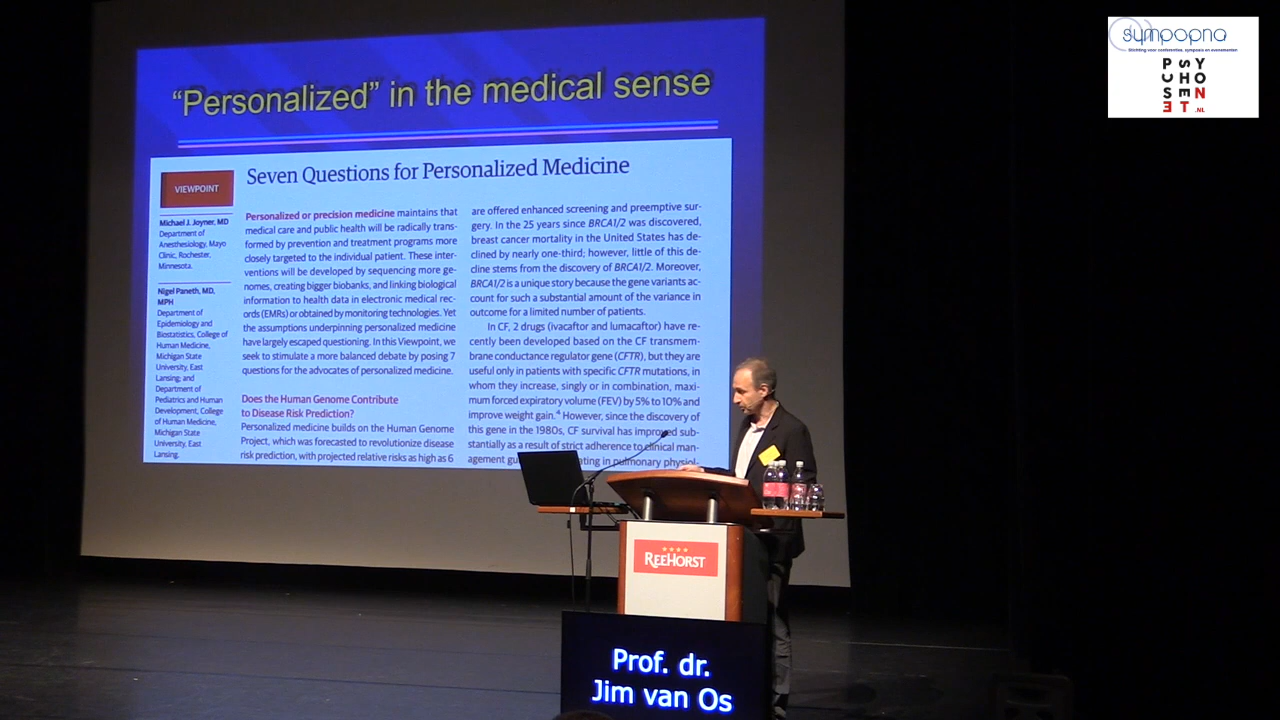 "Personalized" in the medical sense
VIEWPOINT
Michael J. Joyner, MD
Department of
Anesthesiology, Mayo
Clinic, Rochester,
Minnesota.
Nigel Paneth, MD,
MPH
Department of
Epidemiology and
Biostatistics, College of
Human Medicine,
Michigan State
University, East
Lansing; and
Department of
Pediatrics and Human
Development, College
of Human Medicine,
Michigan State
University, East
Lansing.
Seven Questions for Personalized Medicine
Personalized or precision medicine maintains that
medical care and public health will be radically trans-
formed by prevention and treatment programs more
closely targeted to the individual patient. These inter-
ventions will be developed by sequencing more ge-
nomes, creating bigger biobanks, and linking biological
information to health data in electronic medical rec-
ords (EMRs) or obtained by monitoring technologies. Yet
the assumptions underpinning personalized medicine
have largely escaped questioning. In this Viewpoint, we
seek to stimulate a more balanced debate by posing 7
questions for the advocates of personalized medicine.
Does the Human Genome Contribute
to Disease Risk Prediction?
Personalized medicine builds on the Human Genome
Project, which was forecasted to revolutionize disease
risk prediction, with projected relative risks as high as 6
are offered enhanced screening and preemptive sur-
gery. In the 25 years since BRCA1/2 was discovered,
breast cancer mortality in the United States has de-
clined by nearly one-third; however, little of this de-
cline stems from the discovery of BRCA1/2. Moreover,
BRCA1/2 is a unique story because the gene variants ac-
count for such a substantial amount of the variance in
outcome for a limited number of patients.
In CF, 2 drugs (ivacaftor and lumacaftor) have re-
cently been developed based on the CF transmem-
brane conductance regulator gene (CFTR), but they are
useful only in patients with specific CFTR mutations, in
whom they increase, singly or in combination, maxi-
mum forced expiratory volume (FEV) by 5% to 10% and
improve weight gain.4 However, since the discovery of
this gene in the 1980s, CF survival has improved sub-
stantially as a result of strict adherence to clinical man-
agement ating in pulmonary physiol-
REEHORST
Prof. dr.
Jim van Os
sympopna
Stichting voor conferenties, symposia en evenementen
PSY
UHO
SEN
ET
.NL